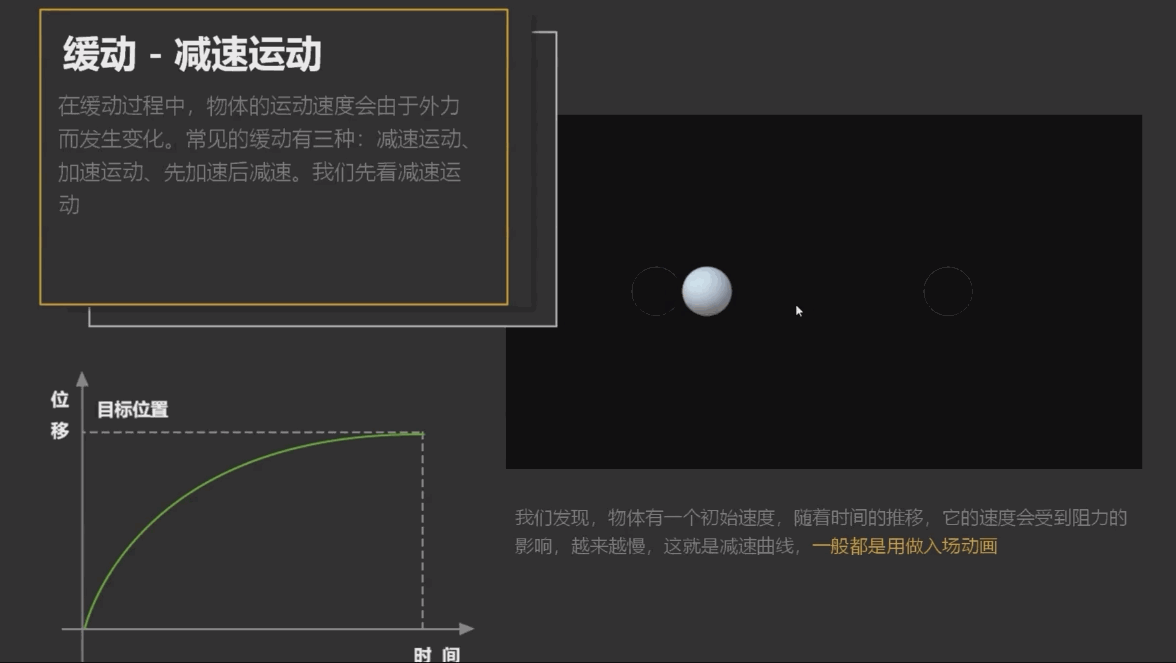 缓动 - 减速运动
在缓动过程中，物体的运动速度会由于外力
而发生变化。常见的缓动有三种：减速运动、
加速运动、先加速后减速。我们先看减速运
动
位
移
目标位置
时 间
我们发现，物体有一个初始速度，随着时间的推移，它的速度会受到阻力的
影响，越来越慢，这就是减速曲线，一般都是用做入场动画